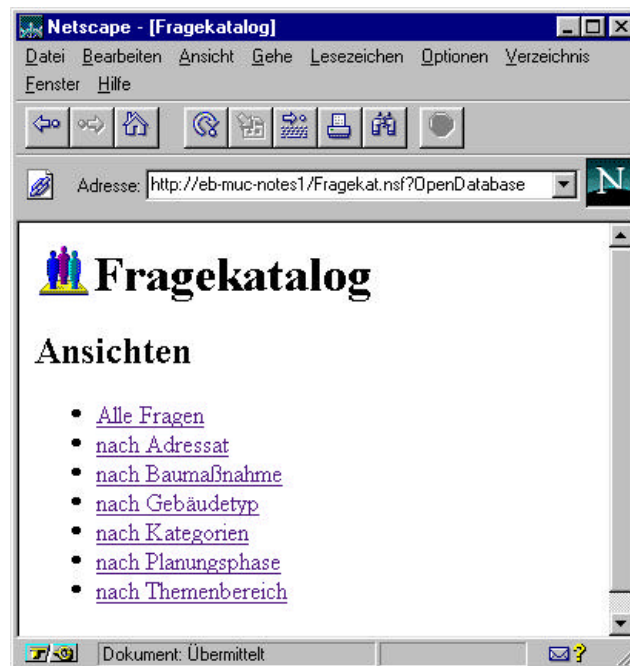 Netscape - [Fragekatalog]
Datei Bearbeiten Ansicht Gehe Lesezeichen Optionen Verzeichnis
Fenster Hilfe
Adresse: http://eb-muc-notes1/Fragekat.nsf?OpenDatabase
N
Fragekatalog
Ansichten
Alle Fragen
nach Adressat
nach Baumaßnahme
nach Gebäudetyp
nach Kategorien
nach Planungsphase
nach Themenbereich
Dokument: Übermittelt